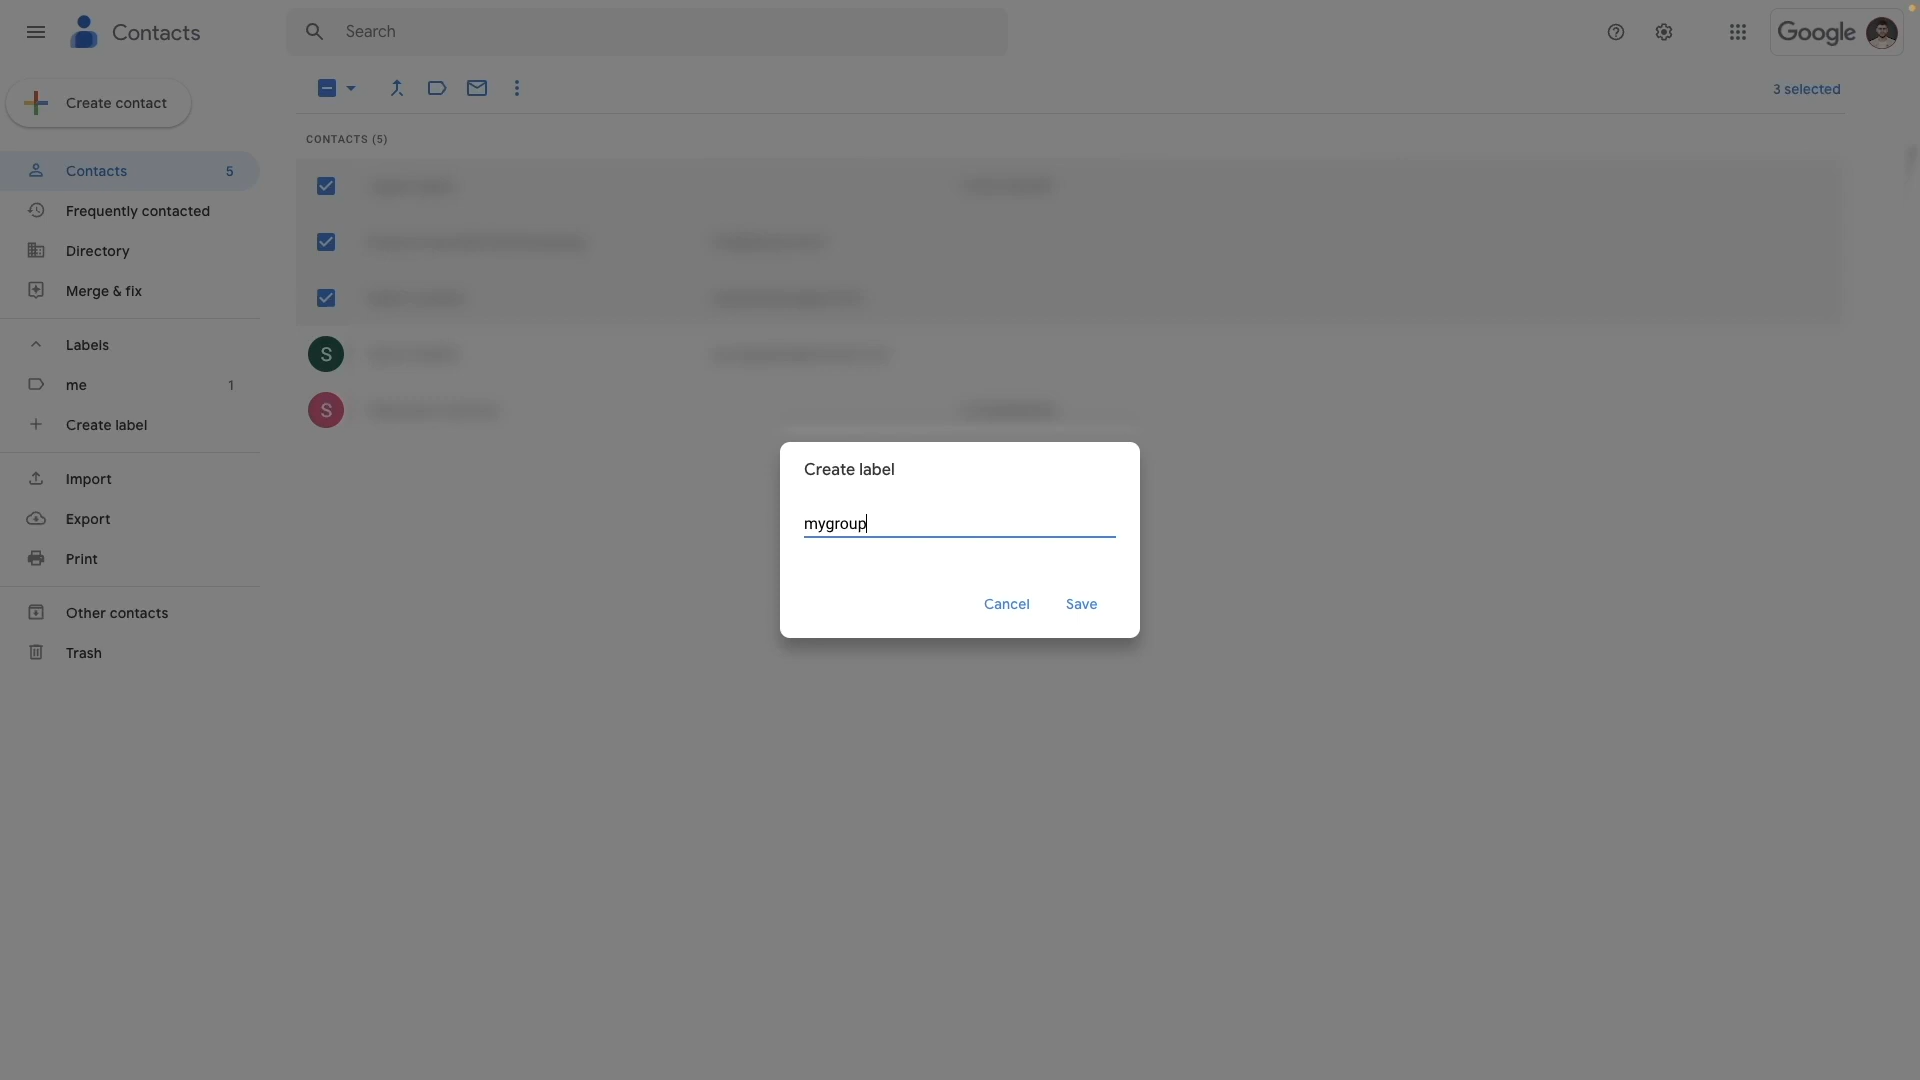 Contacts
Search
Google
Create contact
3 selected
CONTACTS (5)
Contacts 5
Frequently contacted
Directory
Merge & fix
Labels
me 1
Create label
Import
Export
Print
Other contacts
Trash
S
S
Create label
mygroup
Cancel Save